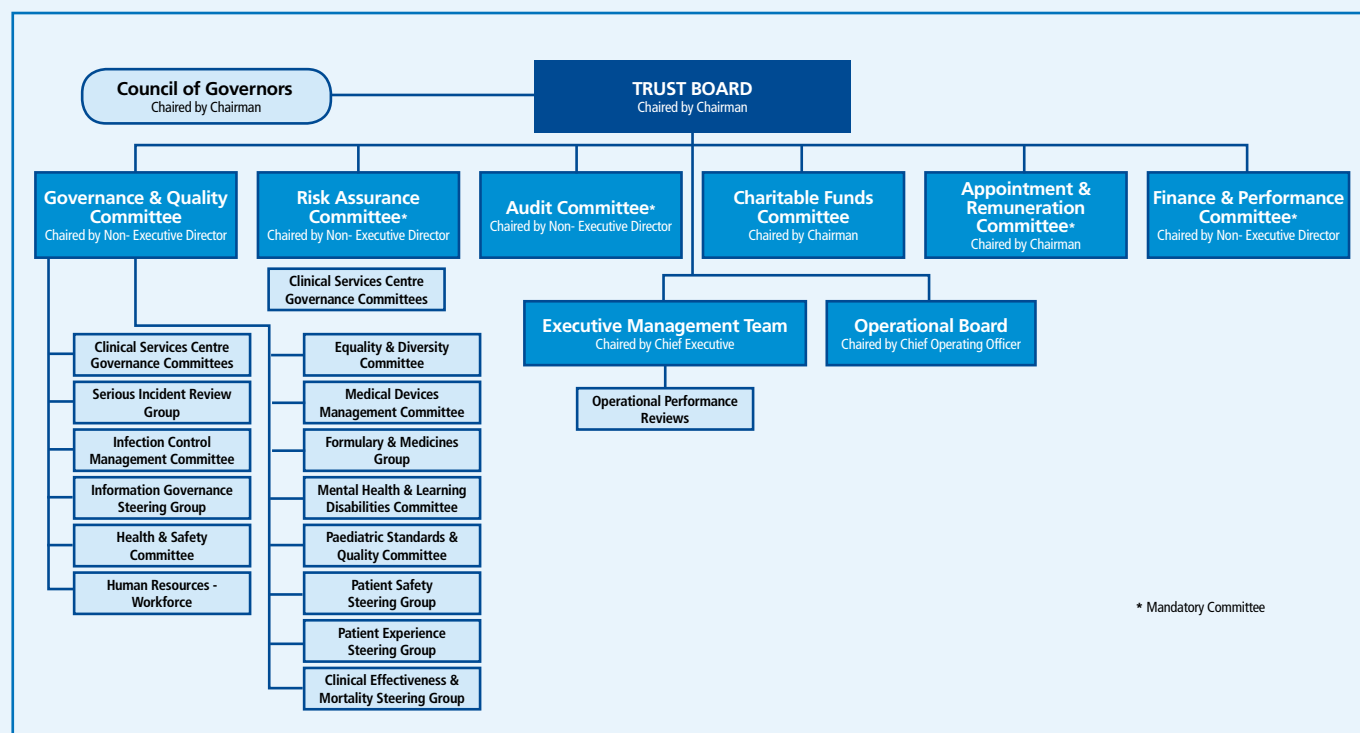 Council of Governors
Chaired by Chairman
TRUST BOARD
Chaired by Chairman
Governance & Quality
Committee
Chaired by Non- Executive Director
Risk Assurance
Committee*
Chaired by Non- Executive Director
Audit Committee*
Chaired by Non- Executive Director
Charitable Funds
Committee
Chaired by Chairman
Appointment &
Remuneration
Committee*
Chaired by Chairman
Finance & Performance
Committee*
Chaired by Non- Executive Director
Clinical Services Centre
Governance Committees
Executive Management Team
Chaired by Chief Executive
Operational Board
Chaired by Chief Operating Officer
Operational Performance
Reviews
Clinical Services Centre
Governance Committees
Serious Incident Review
Group
Infection Control
Management Committee
Information Governance
Steering Group
Health & Safety
Committee
Human Resources -
Workforce
Equality & Diversity
Committee
Medical Devices
Management Committee
Formulary & Medicines
Group
Mental Health & Learning
Disabilities Committee
Paediatric Standards &
Quality Committee
Patient Safety
Steering Group
Patient Experience
Steering Group
Clinical Effectiveness &
Mortality Steering Group
* Mandatory Committee